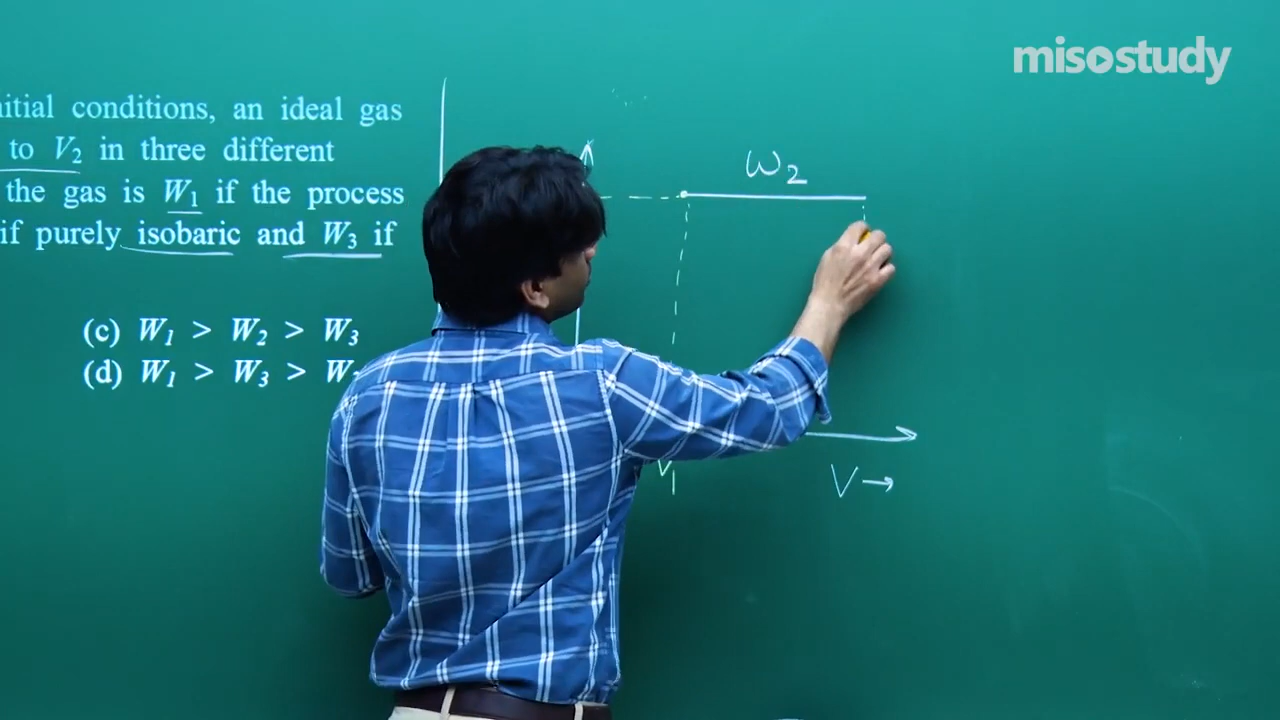 misostudy
nitial conditions, an ideal gas
to V₂ in three different
the gas is W₁ if the process
if purely isobaric and W₃ if
(c) W₁ > W₂ > W₃
(d) W₁ > W₃ > W
W₂
V₁
V →